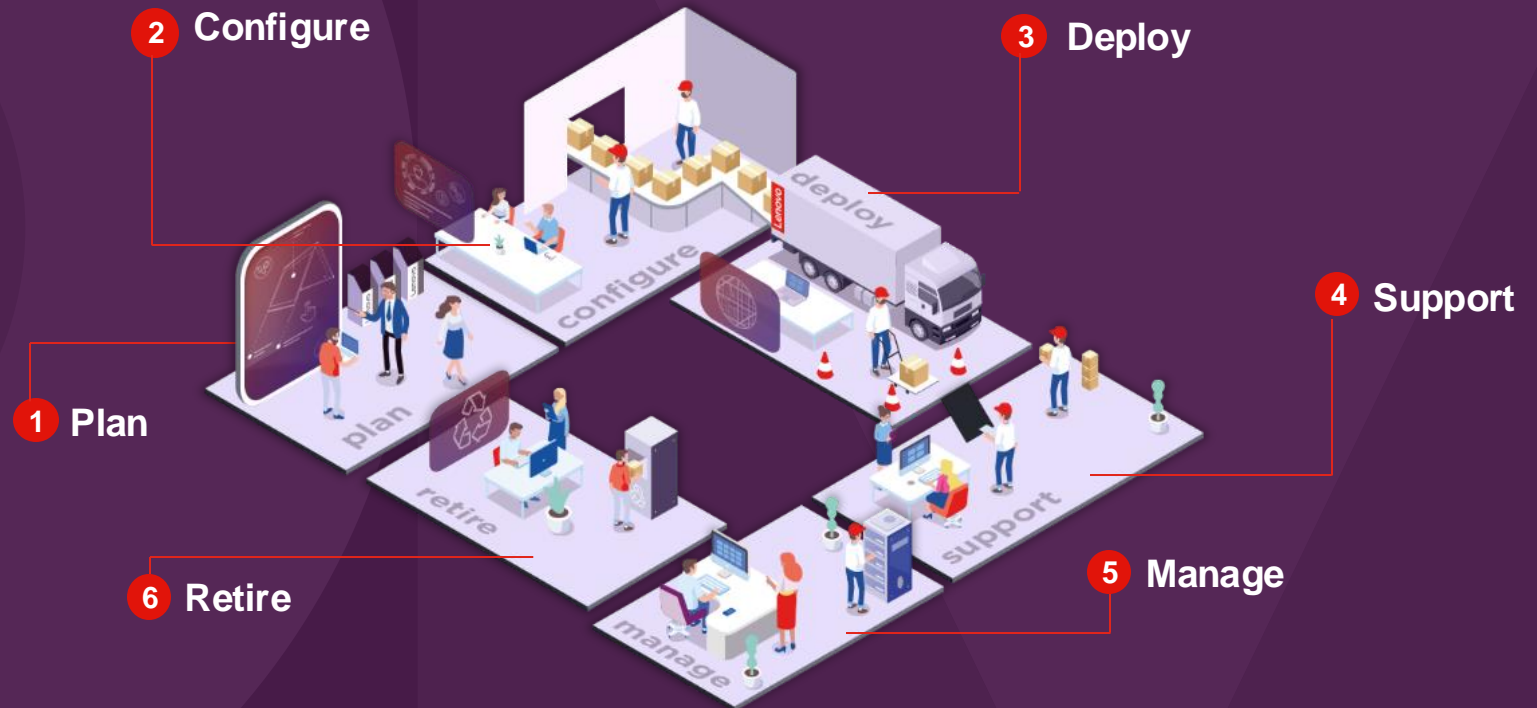 2 Configure
3 Deploy
configure
Lenovo
deploy
Lenovo
4 Support
1 Plan
plan
retire
support
5 Manage
6 Retire
manage